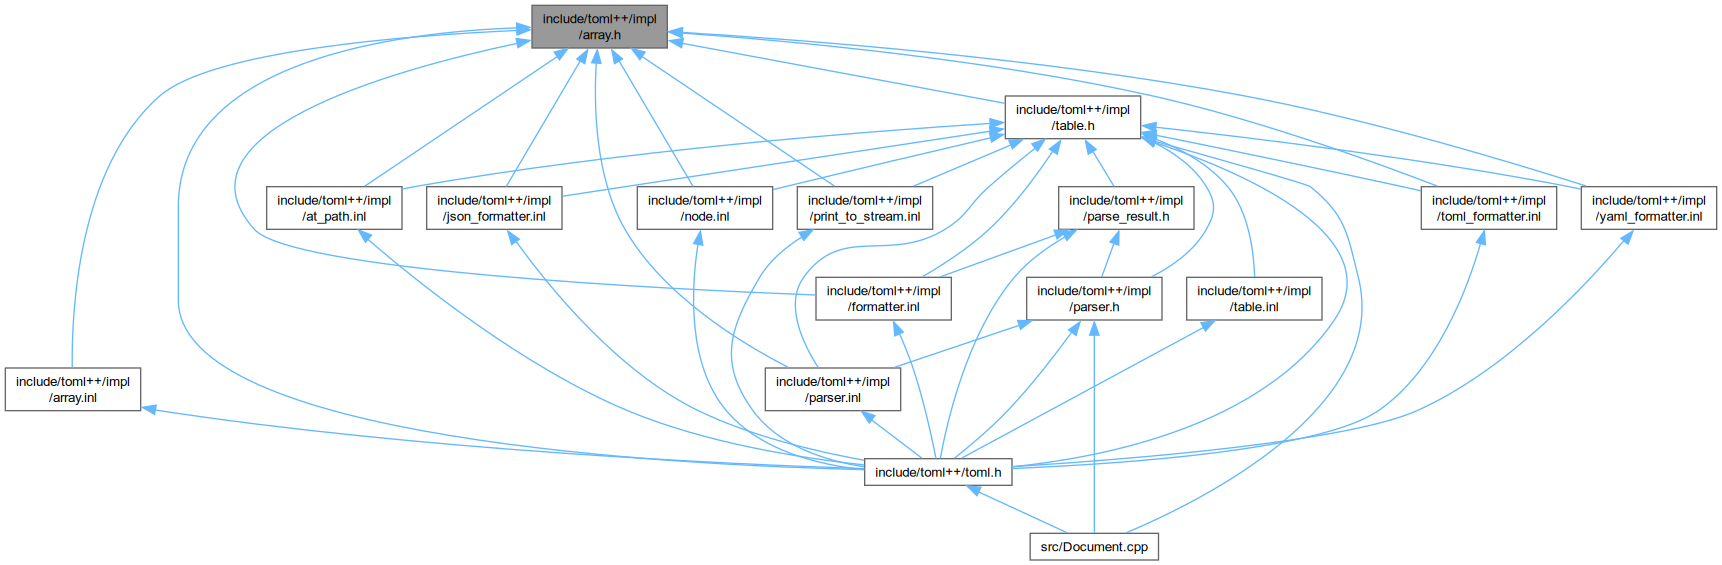 include/toml++/impl
/array.h
include/toml++/impl
/table.h
include/toml++/impl
/at_path.inl
include/toml++/impl
/json_formatter.inl
include/toml++/impl
/node.inl
include/toml++/impl
/print_to_stream.inl
include/toml++/impl
/parse_result.h
include/toml++/impl
/toml_formatter.inl
include/toml++/impl
/yaml_formatter.inl
include/toml++/impl
/formatter.inl
include/toml++/impl
/parser.h
include/toml++/impl
/table.inl
include/toml++/impl
/array.inl
include/toml++/impl
/parser.inl
include/toml++/toml.h
src/Document.cpp